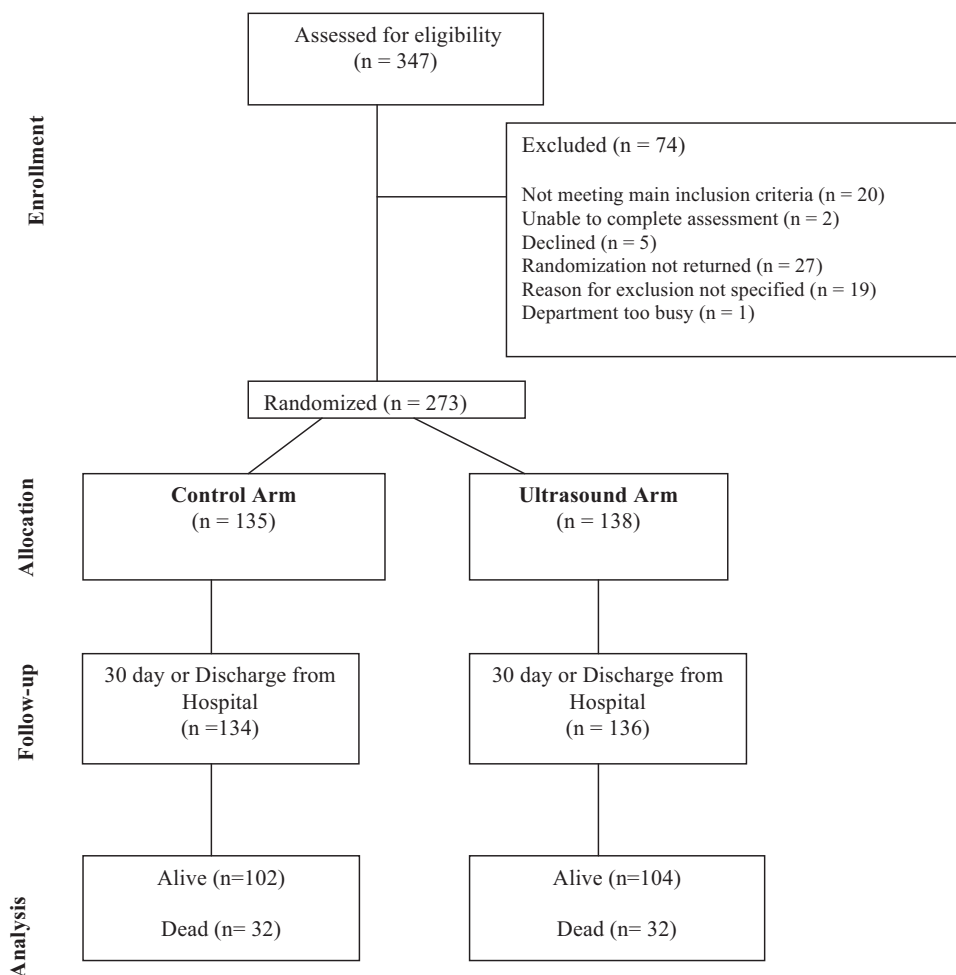 Assessed for eligibility
(n = 347)
Enrollment
Excluded (n = 74)
Not meeting main inclusion criteria (n = 20)
Unable to complete assessment (n = 2)
Declined (n = 5)
Randomization not returned (n = 27)
Reason for exclusion not specified (n = 19)
Department too busy (n = 1)
Randomized (n = 273)
Allocation
Control Arm
(n = 135)
Ultrasound Arm
(n = 138)
Follow-up
30 day or Discharge from
Hospital
(n =134)
30 day or Discharge from
Hospital
(n = 136)
Analysis
Alive (n=102)
Dead (n= 32)
Alive (n=104)
Dead (n= 32)